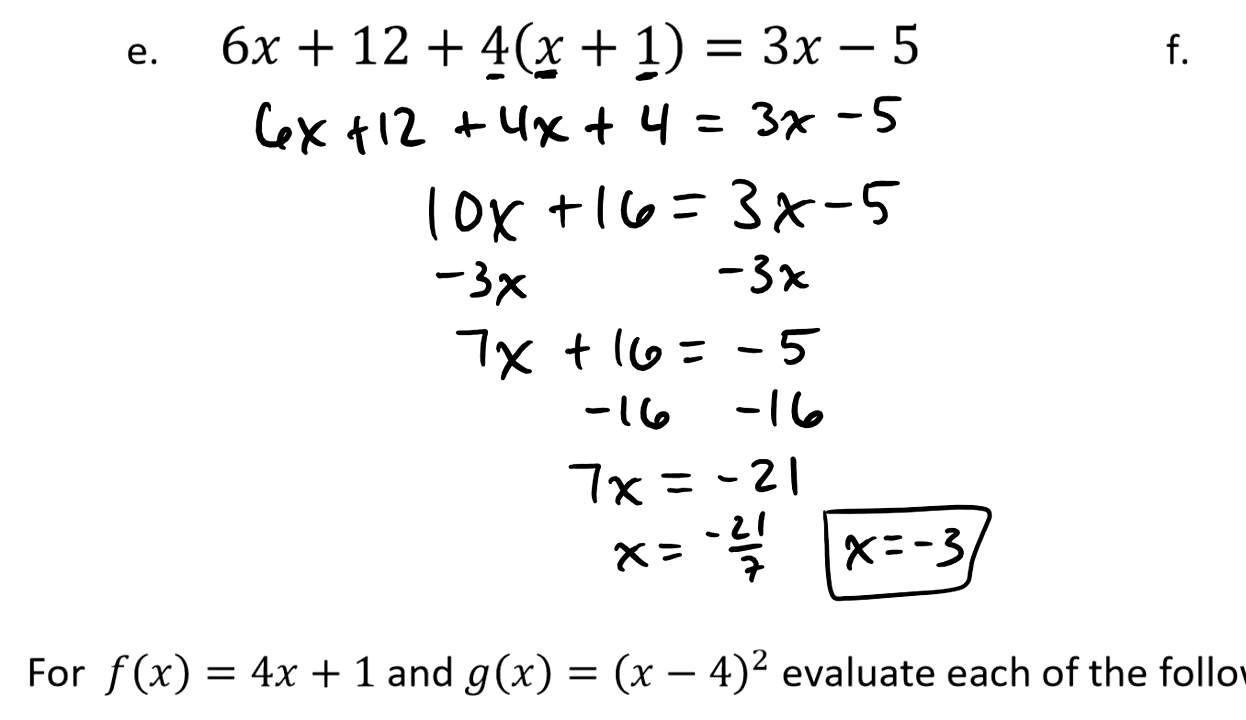 e. 6x + 12 + 4(x + 1) = 3x − 5 f.
6x +12 +4x + 4 = 3x −5
10x +16 = 3x −5
−3x −3x
7x + 16 = −5
−16 −16
7x = −21
x = -21/7 x = −3
For f(x) = 4x + 1 and g(x) = (x − 4)² evaluate each of the